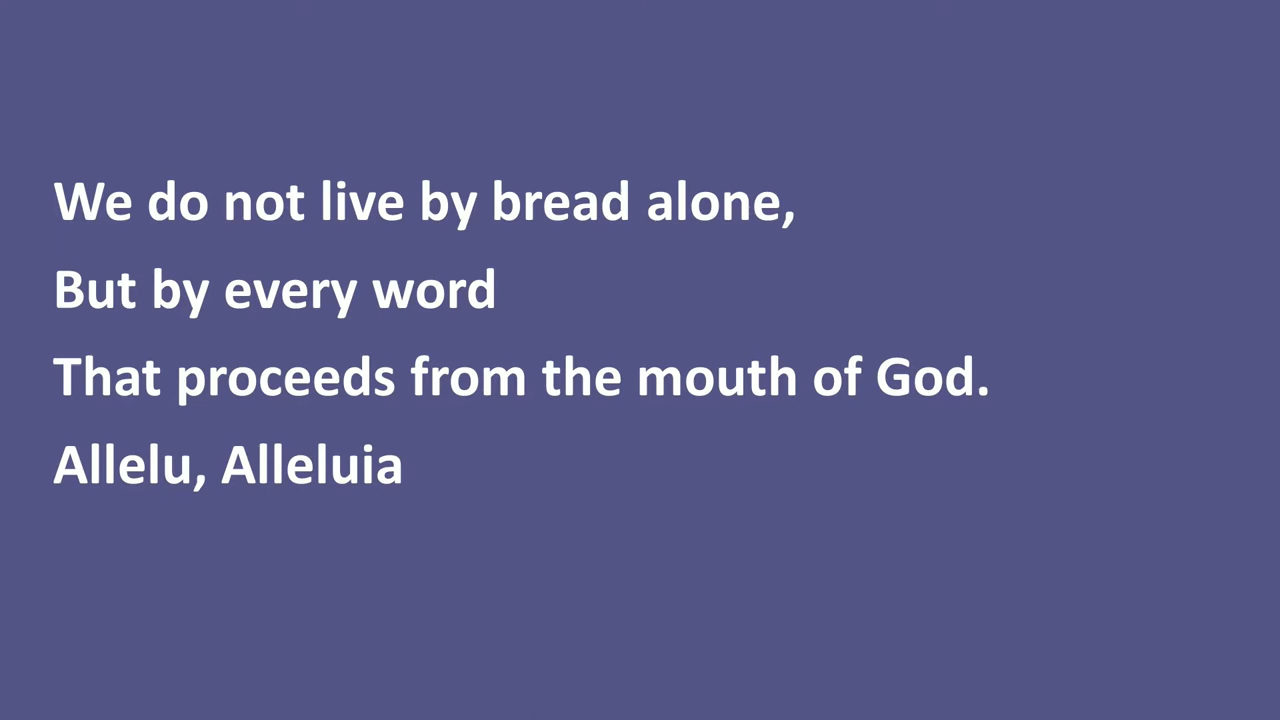 We do not live by bread alone,
But by every word
That proceeds from the mouth of God.
Allelu, Alleluia